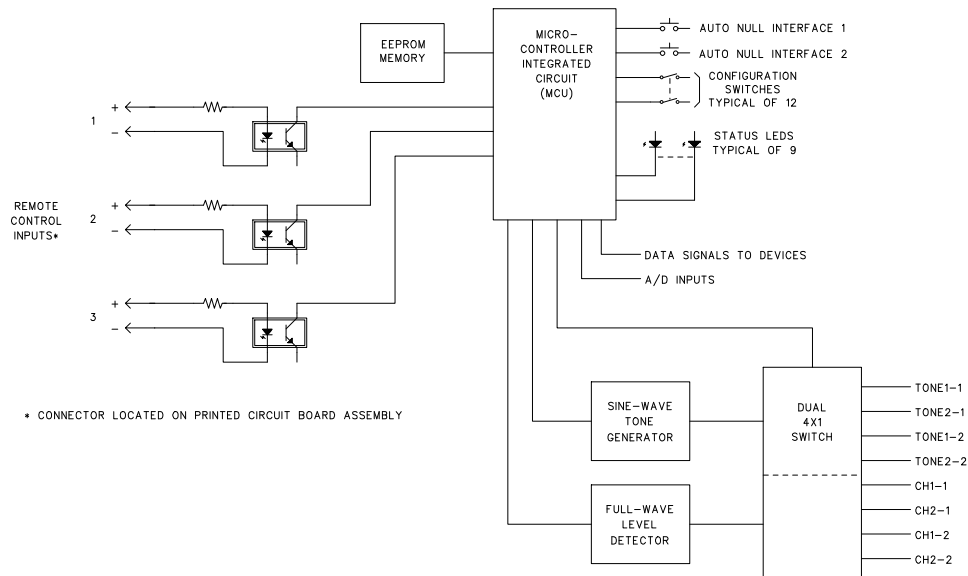 EEPROM
MEMORY
MICRO-
CONTROLLER
INTEGRATED
CIRCUIT
(MCU)
AUTO NULL INTERFACE 1
AUTO NULL INTERFACE 2
CONFIGURATION
SWITCHES
TYPICAL OF 12
STATUS LEDS
TYPICAL OF 9
1
+
-
REMOTE
CONTROL
INPUTS*
2
+
-
3
+
-
DATA SIGNALS TO DEVICES
A/D INPUTS
* CONNECTOR LOCATED ON PRINTED CIRCUIT BOARD ASSEMBLY
SINE-WAVE
TONE
GENERATOR
FULL-WAVE
LEVEL
DETECTOR
DUAL
4X1
SWITCH
TONE1-1
TONE2-1
TONE1-2
TONE2-2
CH1-1
CH2-1
CH1-2
CH2-2